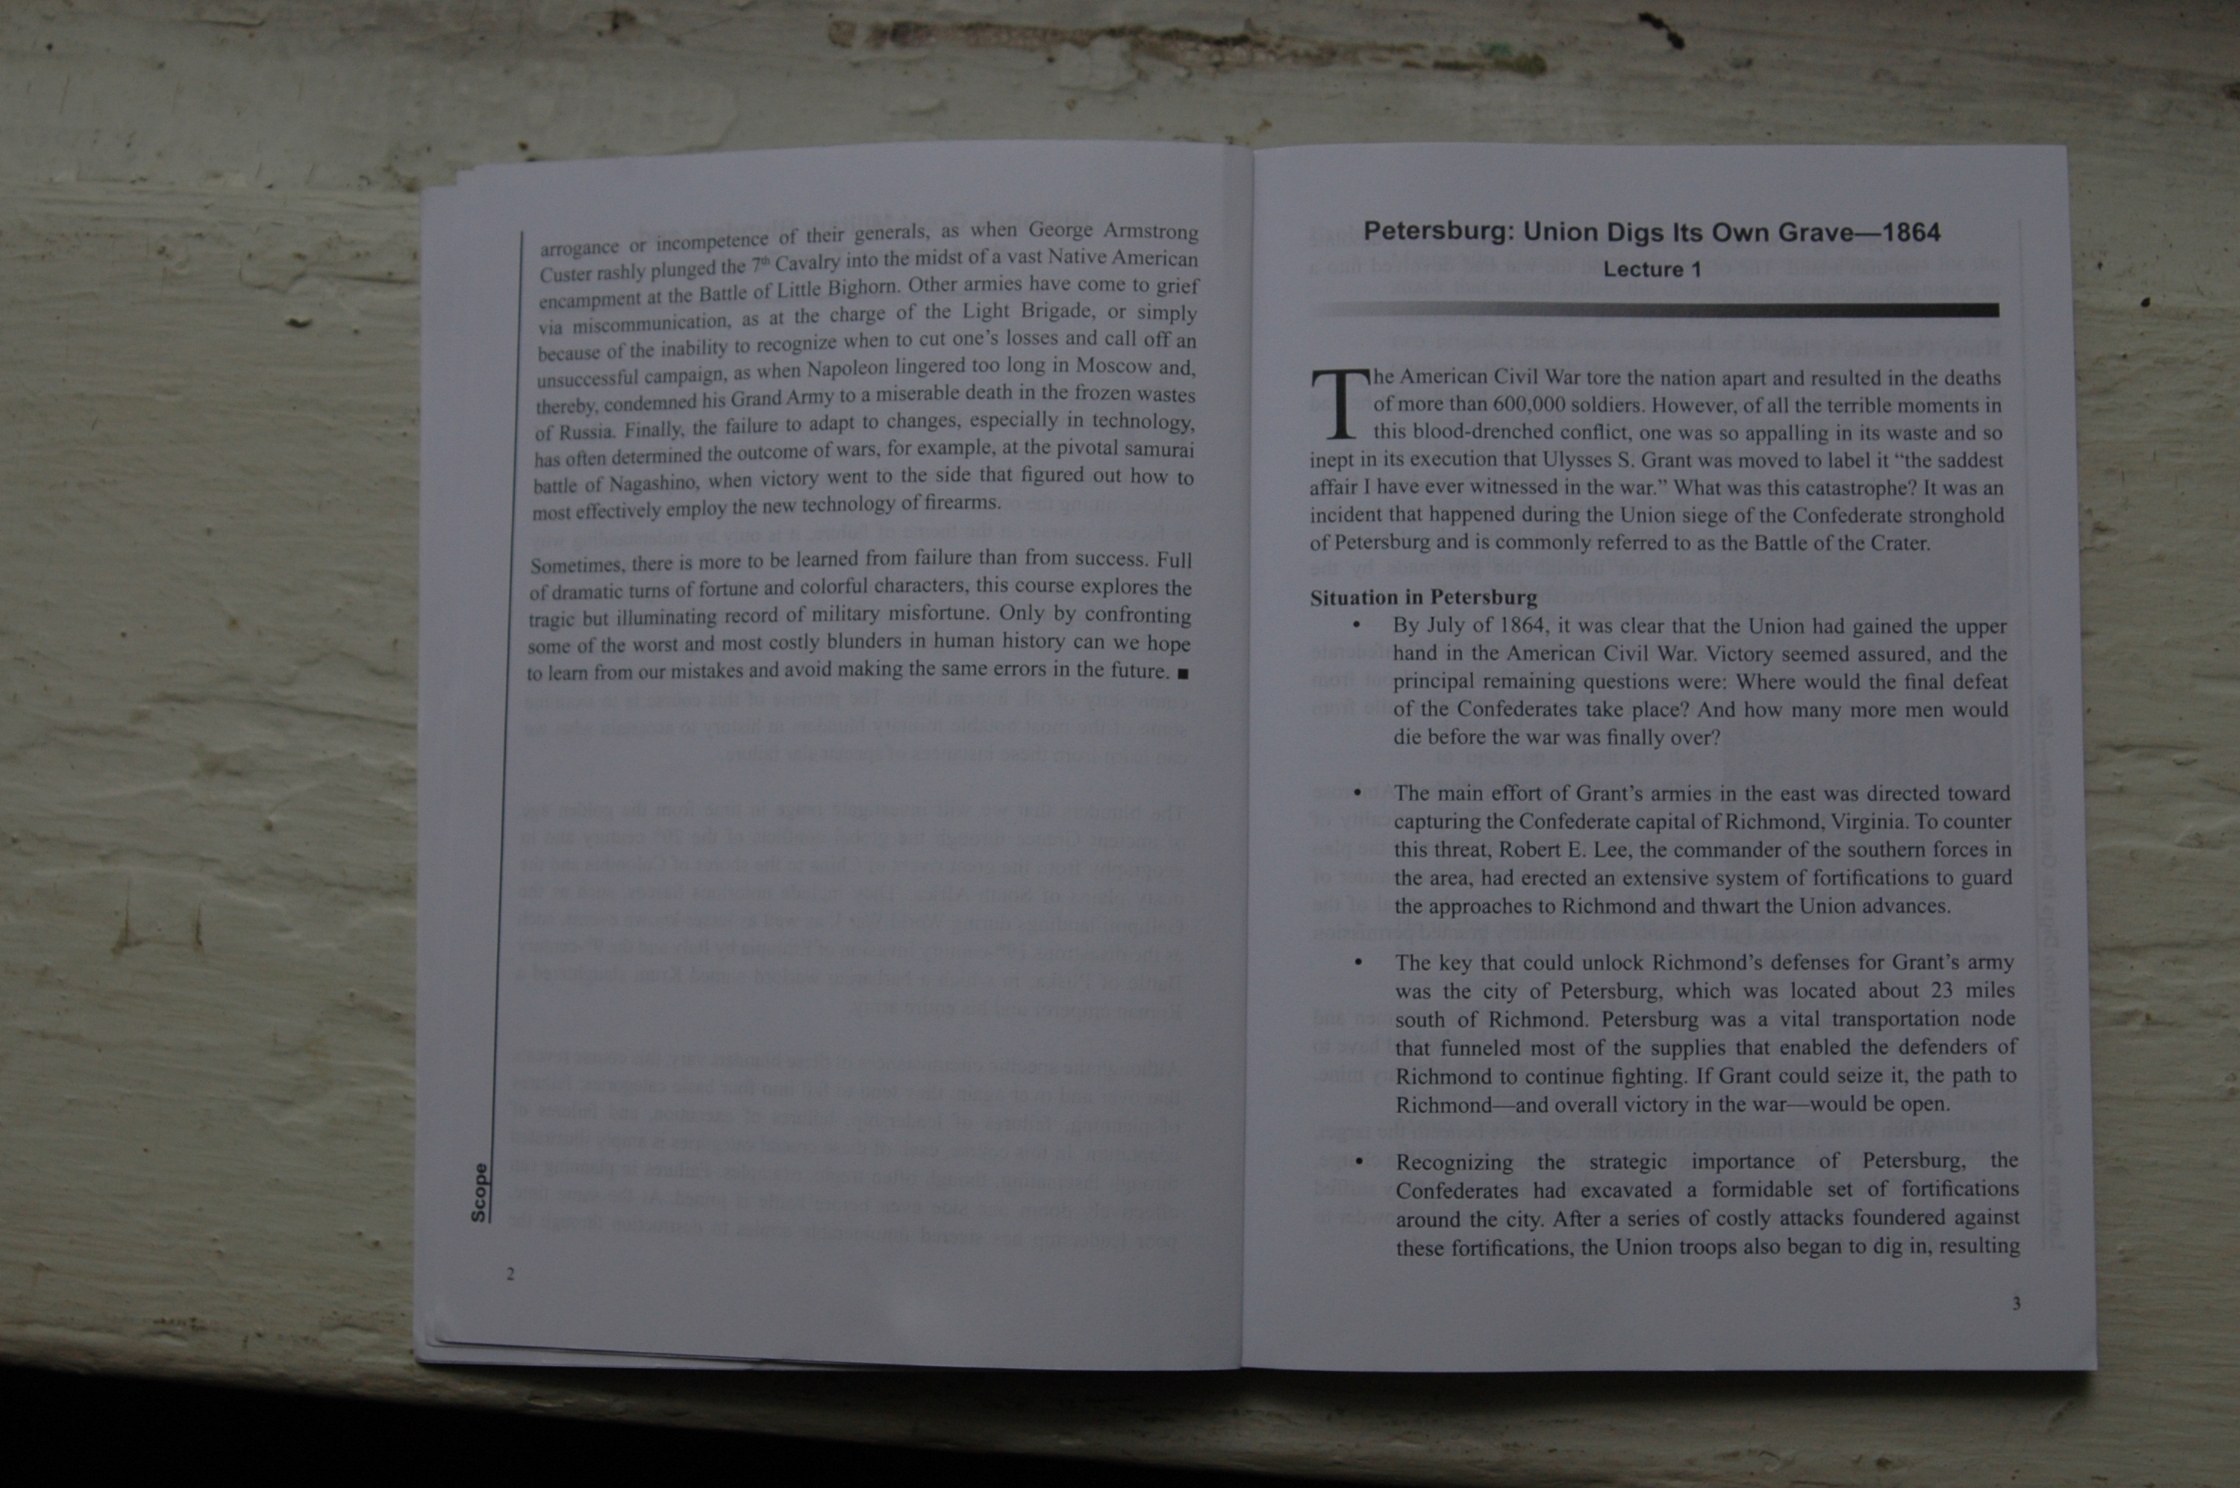 arrogance or incompetence of their generals, as when George Armstrong
Custer rashly plunged the 7th Cavalry into the midst of a vast Native American
encampment at the Battle of Little Bighorn. Other armies have come to grief
via miscommunication, as at the charge of the Light Brigade, or simply
because of the inability to recognize when to cut one's losses and call off an
unsuccessful campaign, as when Napoleon lingered too long in Moscow and,
thereby, condemned his Grand Army to a miserable death in the frozen wastes
of Russia. Finally, the failure to adapt to changes, especially in technology,
has often determined the outcome of wars, for example, at the pivotal samurai
battle of Nagashino, when victory went to the side that figured out how to
most effectively employ the new technology of firearms.
Sometimes, there is more to be learned from failure than from success. Full
of dramatic turns of fortune and colorful characters, this course explores the
tragic but illuminating record of military misfortune. Only by confronting
some of the worst and most costly blunders in human history can we hope
to learn from our mistakes and avoid making the same errors in the future. ■
Scope
2
Petersburg: Union Digs Its Own Grave—1864
Lecture 1
The American Civil War tore the nation apart and resulted in the deaths
of more than 600,000 soldiers. However, of all the terrible moments in
this blood-drenched conflict, one was so appalling in its waste and so
inept in its execution that Ulysses S. Grant was moved to label it “the saddest
affair I have ever witnessed in the war.” What was this catastrophe? It was an
incident that happened during the Union siege of the Confederate stronghold
of Petersburg and is commonly referred to as the Battle of the Crater.
Situation in Petersburg
• By July of 1864, it was clear that the Union had gained the upper
hand in the American Civil War. Victory seemed assured, and the
principal remaining questions were: Where would the final defeat
of the Confederates take place? And how many more men would
die before the war was finally over?
• The main effort of Grant's armies in the east was directed toward
capturing the Confederate capital of Richmond, Virginia. To counter
this threat, Robert E. Lee, the commander of the southern forces in
the area, had erected an extensive system of fortifications to guard
the approaches to Richmond and thwart the Union advances.
• The key that could unlock Richmond's defenses for Grant's army
was the city of Petersburg, which was located about 23 miles
south of Richmond. Petersburg was a vital transportation node
that funneled most of the supplies that enabled the defenders of
Richmond to continue fighting. If Grant could seize it, the path to
Richmond—and overall victory in the war—would be open.
• Recognizing the strategic importance of Petersburg, the
Confederates had excavated a formidable set of fortifications
around the city. After a series of costly attacks foundered against
these fortifications, the Union troops also began to dig in, resulting
3